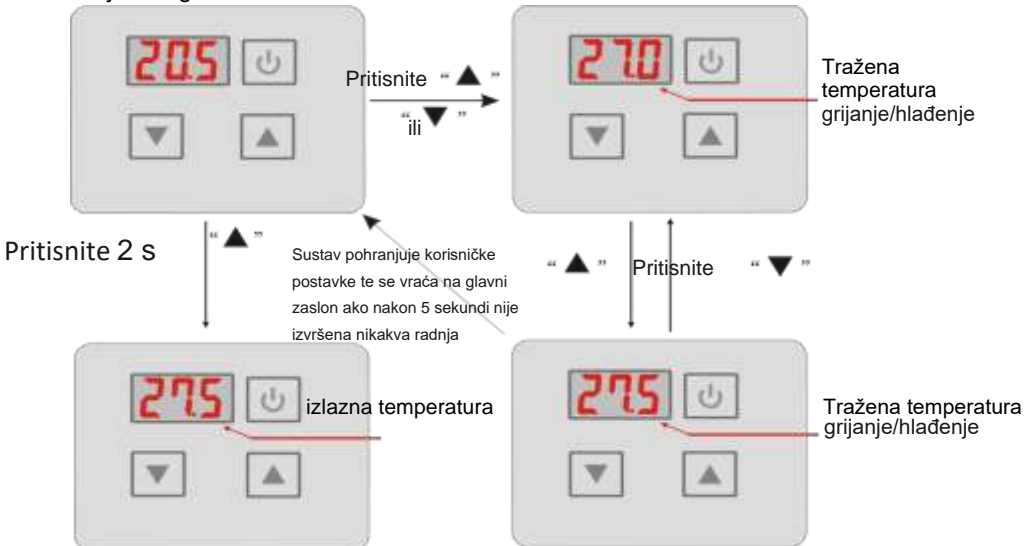 20.5
Pritisnite “ ▲ ”
“ ▼ ”
ili
27.0
Tražena
temperatura
grijanje/hlađenje
Pritisnite 2 s
“ ▲ ”
Sustav pohranjuje korisničke
postavke te se vraća na glavni
zaslon ako nakon 5 sekundi nije
izvršena nikakva radnja
“ ▲ ” Pritisnite “ ▼ ”
27.5
izlazna temperatura
27.5
Tražena temperatura
grijanje/hlađenje